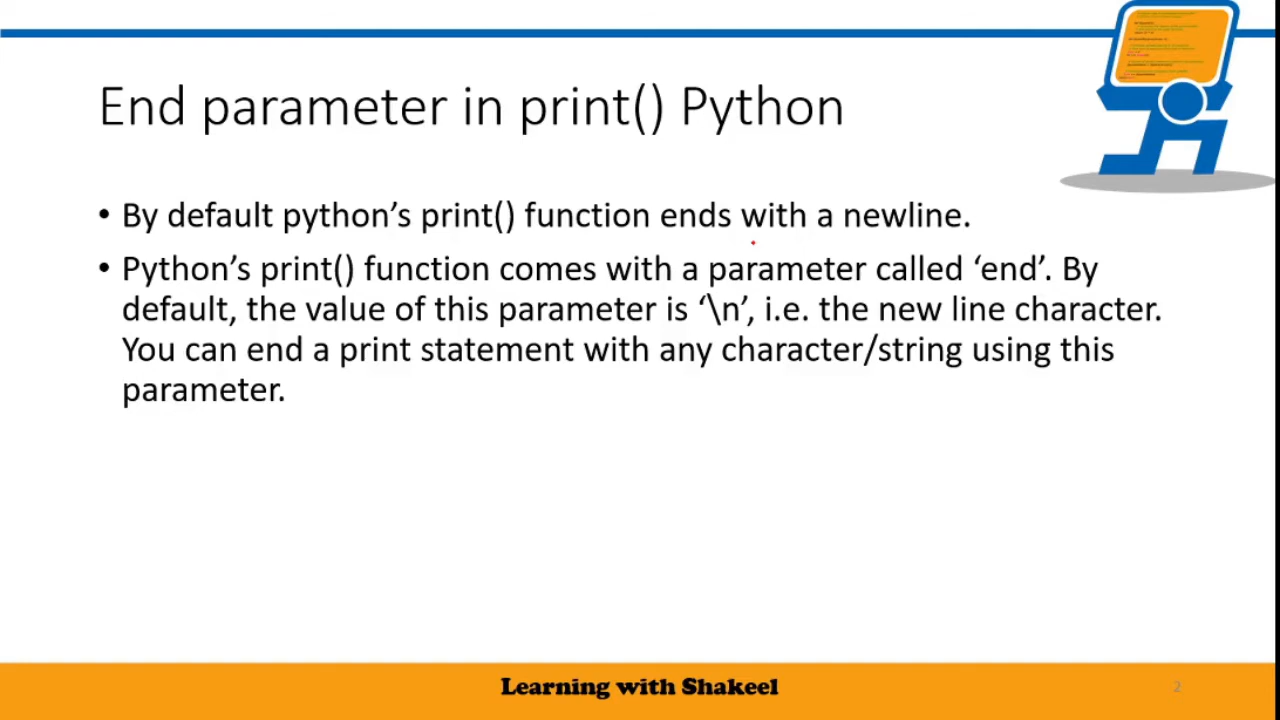 End parameter in print() Python
• By default python’s print() function ends with a newline.
• Python’s print() function comes with a parameter called ‘end’. By
default, the value of this parameter is ‘\n’, i.e. the new line character.
You can end a print statement with any character/string using this
parameter.
Learning with Shakeel
2